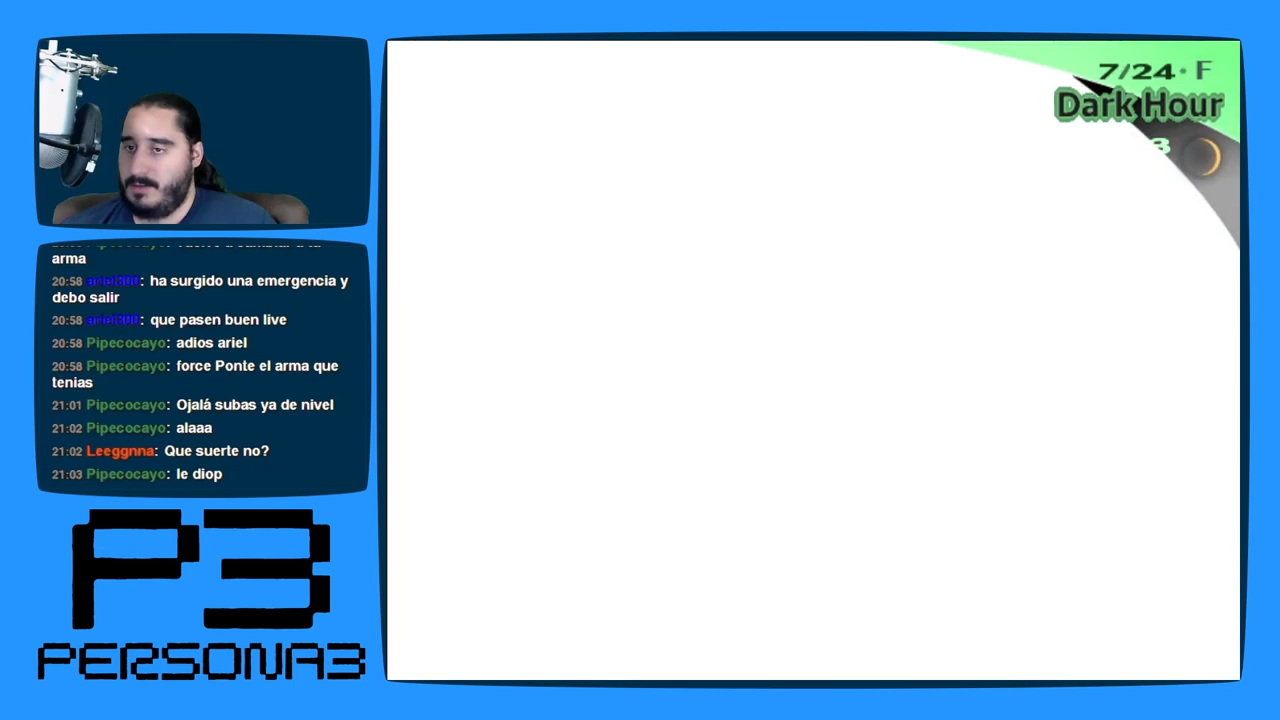 7/24 · F
Dark Hour
3
arma
20:58 ariel300: ha surgido una emergencia y
debo salir
20:58 ariel300: que pasen buen live
20:58 Pipecocayo: adios ariel
20:58 Pipecocayo: force Ponte el arma que
tenias
21:01 Pipecocayo: Ojalá subas ya de nivel
21:02 Pipecocayo: alaaa
21:02 Leeggnna: Que suerte no?
21:03 Pipecocayo: le diop
P3
PERSONA3